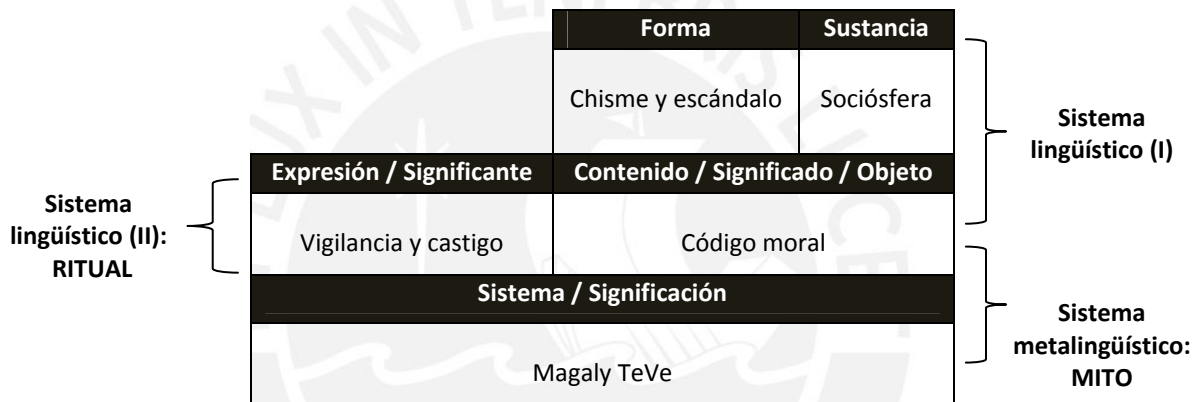 Forma Sustancia
Chisme y escándalo Sociósfera
Sistema
lingüístico (I)
Expresión / Significante Contenido / Significado / Objeto
Sistema
lingüístico (II):
RITUAL
Vigilancia y castigo Código moral
Sistema / Significación
Sistema
metalingüístico:
MITO
Magaly TeVe